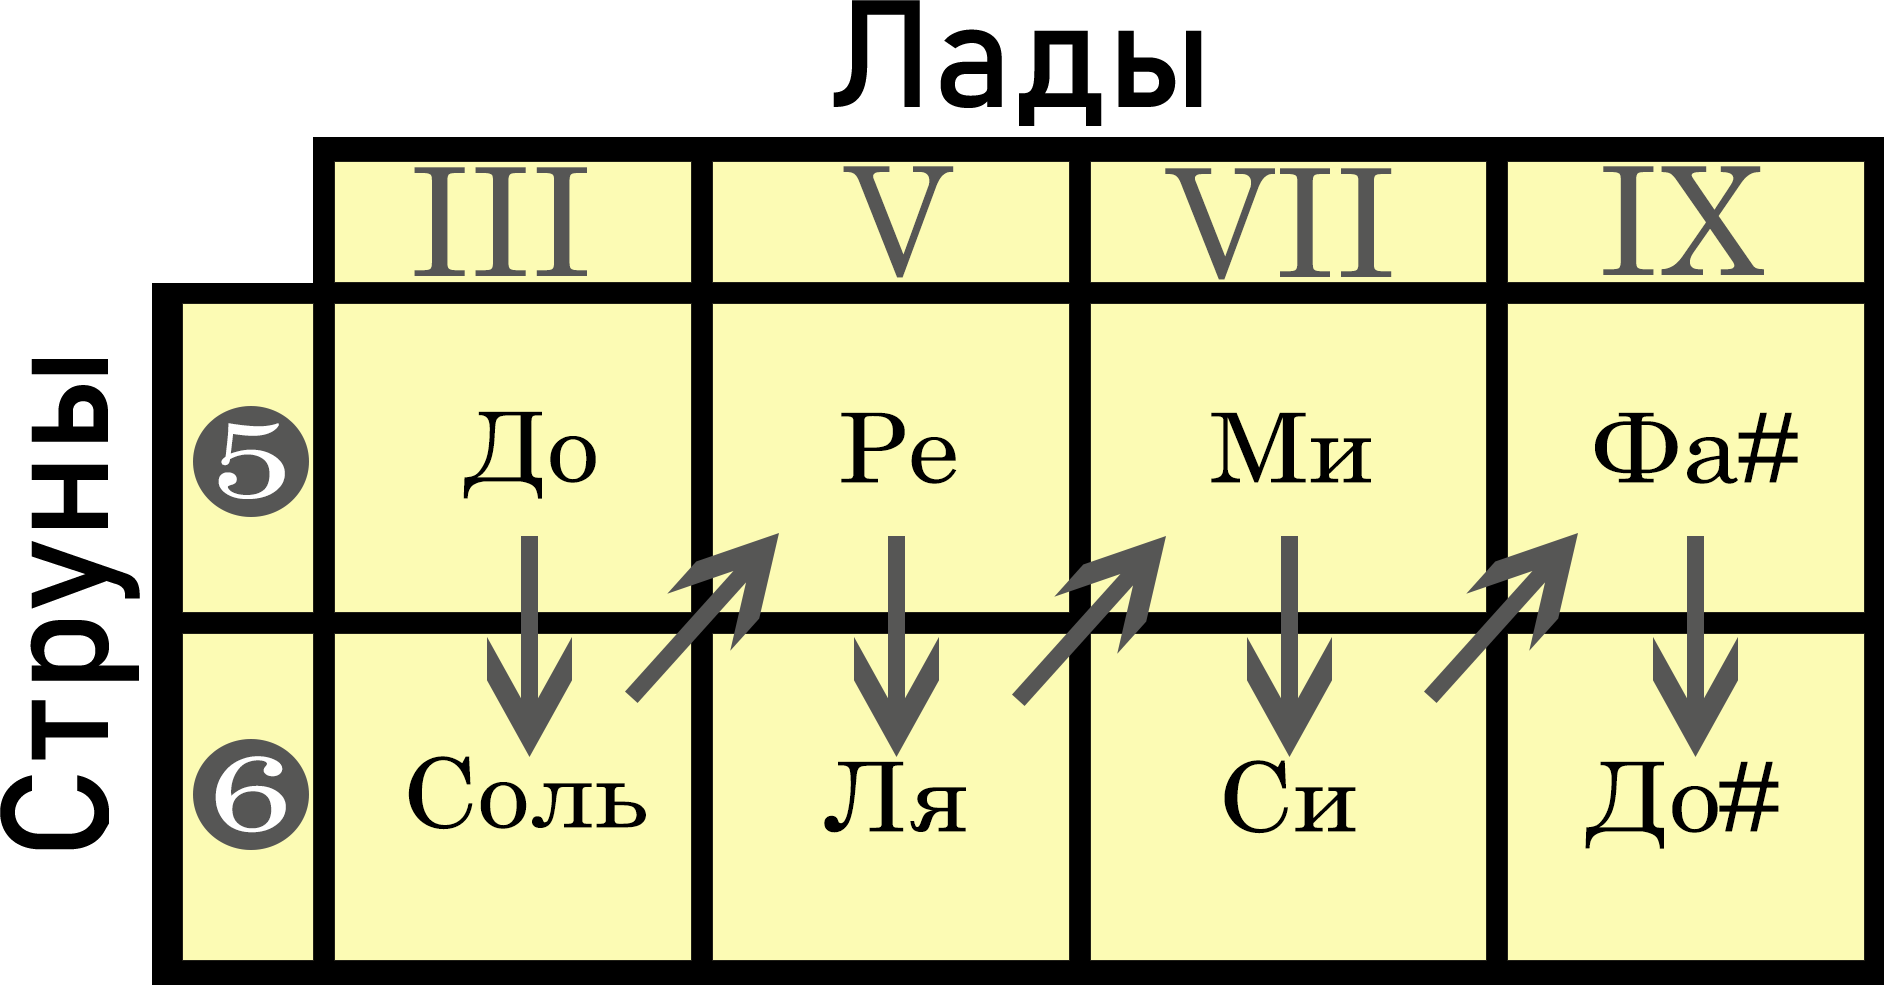 Лады
III V VII IX
Струны
5 До Ре Ми Фа#
6 Соль Ля Си До#